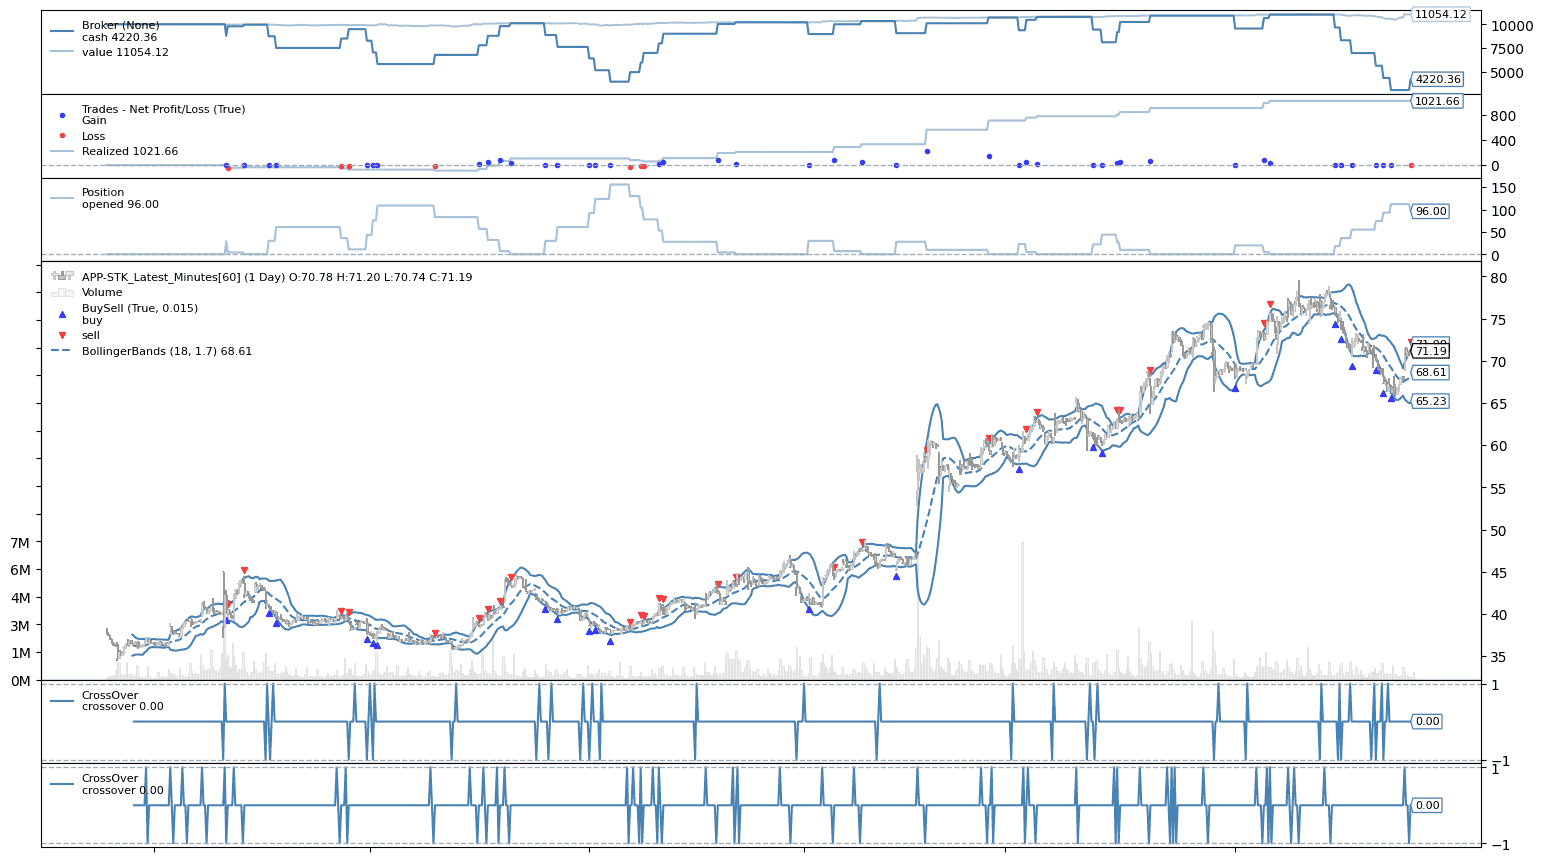 Broker (None)
cash 4220.36
value 11054.12
11054.12
10000
7500
5000
4220.36
Trades - Net Profit/Loss (True)
Gain
Loss
Realized 1021.66
1021.66
800
400
0
Position
opened 96.00
150
100
96.00
50
0
APP-STK_Latest_Minutes[60] (1 Day) O:70.78 H:71.20 L:70.74 C:71.19
Volume
BuySell (True, 0.015)
buy
sell
BollingerBands (18, 1.7) 68.61
80
75
71.19
70
68.61
65.23
65
60
55
50
45
40
35
7M
6M
4M
3M
1M
0M
CrossOver
crossover 0.00
1
0.00
−1
CrossOver
crossover 0.00
1
0.00
−1